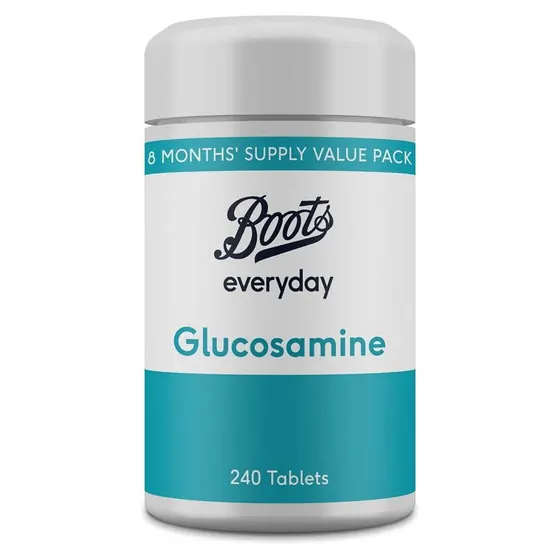 8 MONTHS' SUPPLY VALUE PACK
Boots
everyday
Glucosamine
240 Tablets